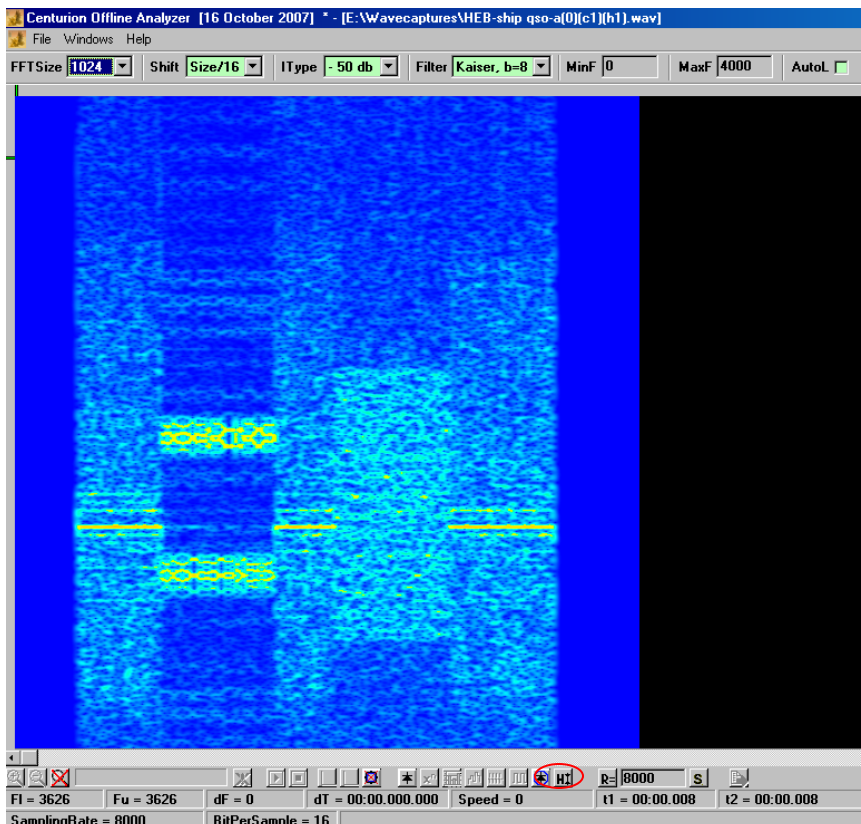 Centurion Offline Analyzer [16 October 2007] * - [E:\Wavecaptures\HEB-ship qso-a(0)(c1)(h1).wav]
File Windows Help
FFTSize 1024 Shift Size/16 IType - 50 db Filter Kaiser, b=8 MinF 0 MaxF 4000 AutoL
HI R= 8000 S
Fl = 3626 Fu = 3626 dF = 0 dT = 00:00.000.000 Speed = 0 t1 = 00:00.008 t2 = 00:00.008
SamplingRate = 8000 BitPerSample = 16